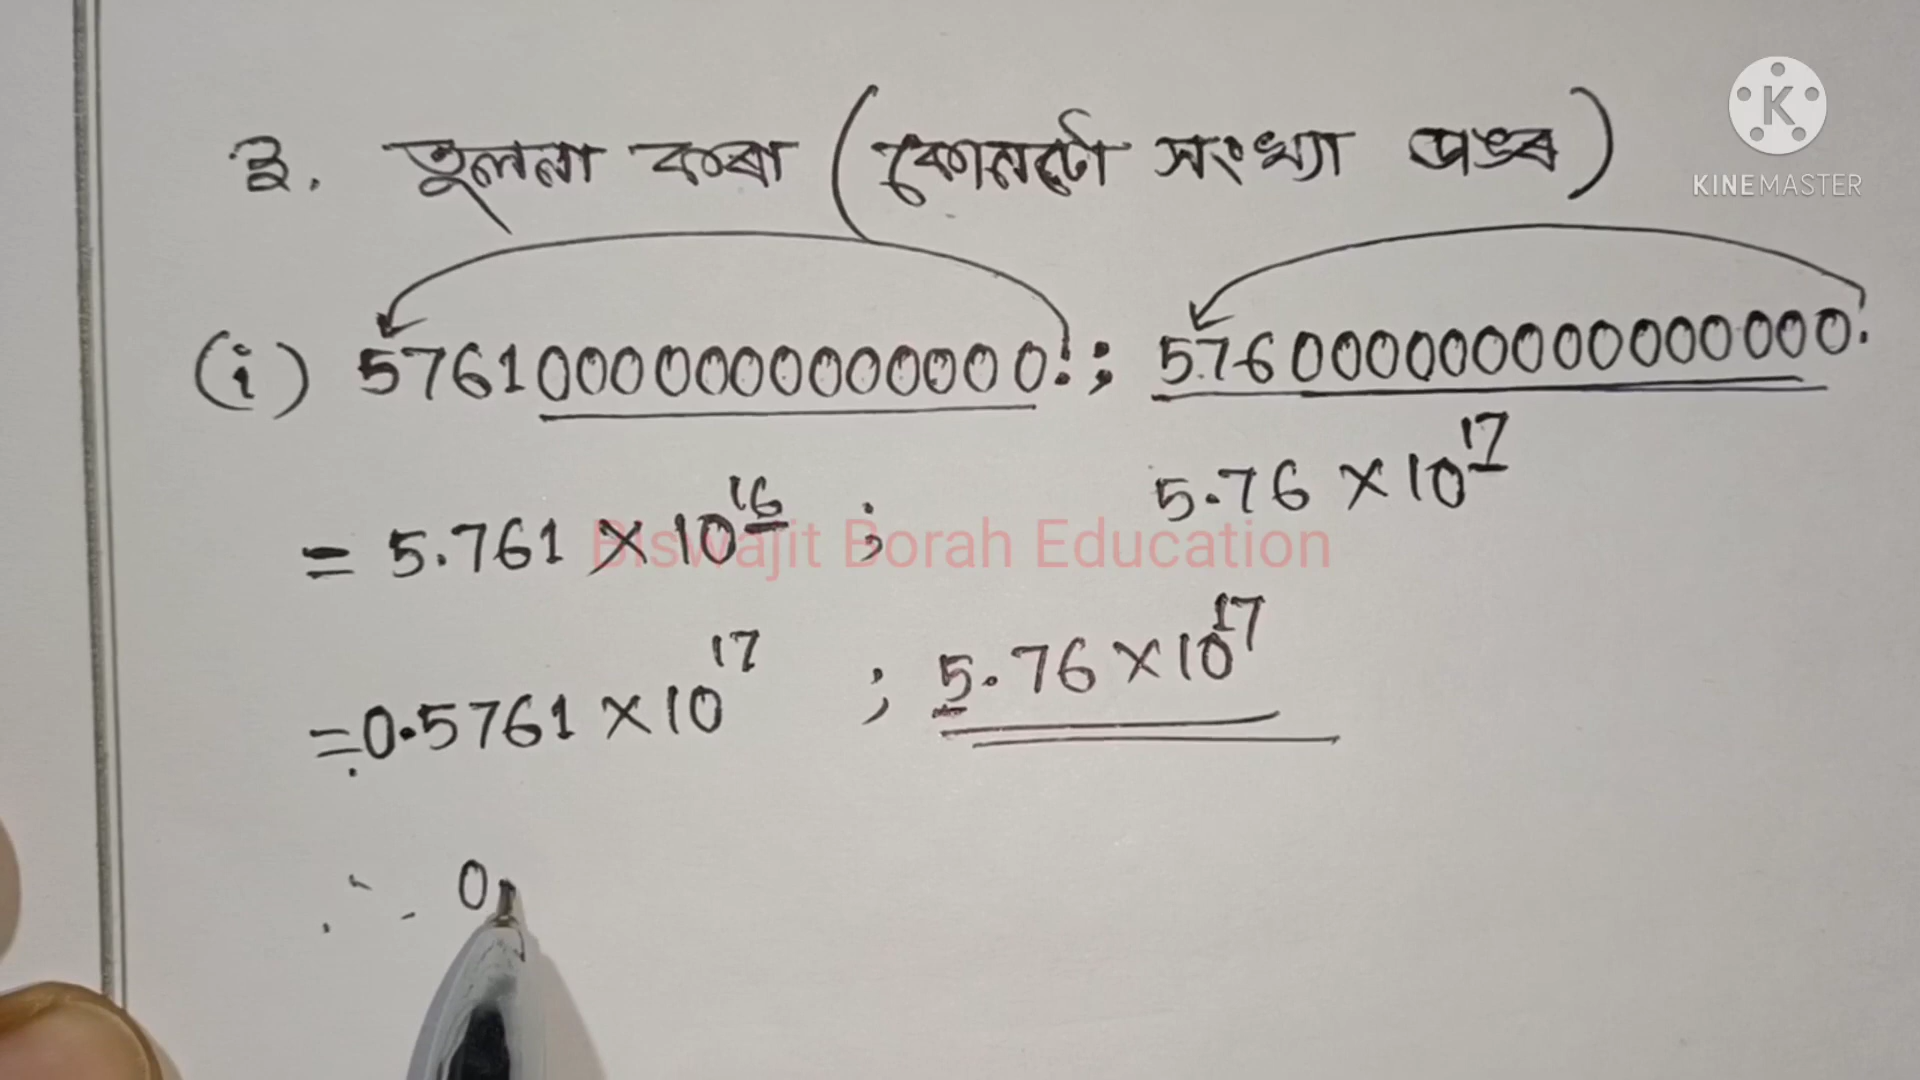 ৩. তুলনা কৰা (কোনটো সংখ্যা ডাঙৰ)
KINEMASTER
(i) 57610000000000000. ; 576000000000000000.
= 5.761 × 10^16 ; 5.76 × 10^17
Biswajit Borah Education
= 0.5761 × 10^17 ; 5.76 × 10^17
∴ 0.